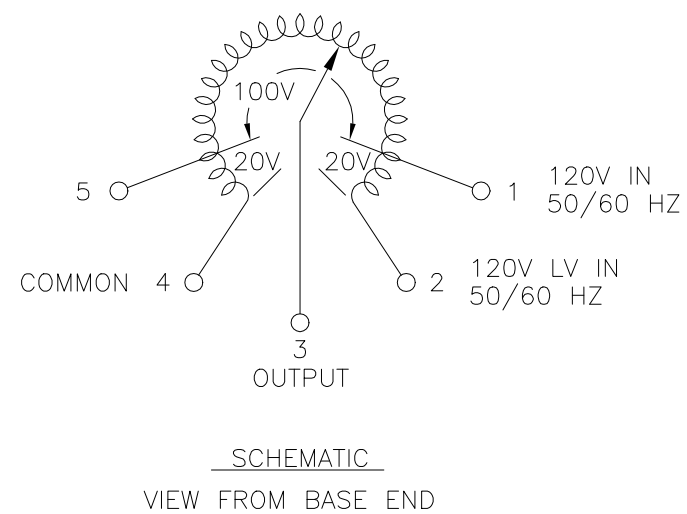 100V
20V
20V
5
1
120V IN
50/60 HZ
COMMON 4
2
120V LV IN
50/60 HZ
3
OUTPUT
SCHEMATIC
VIEW FROM BASE END